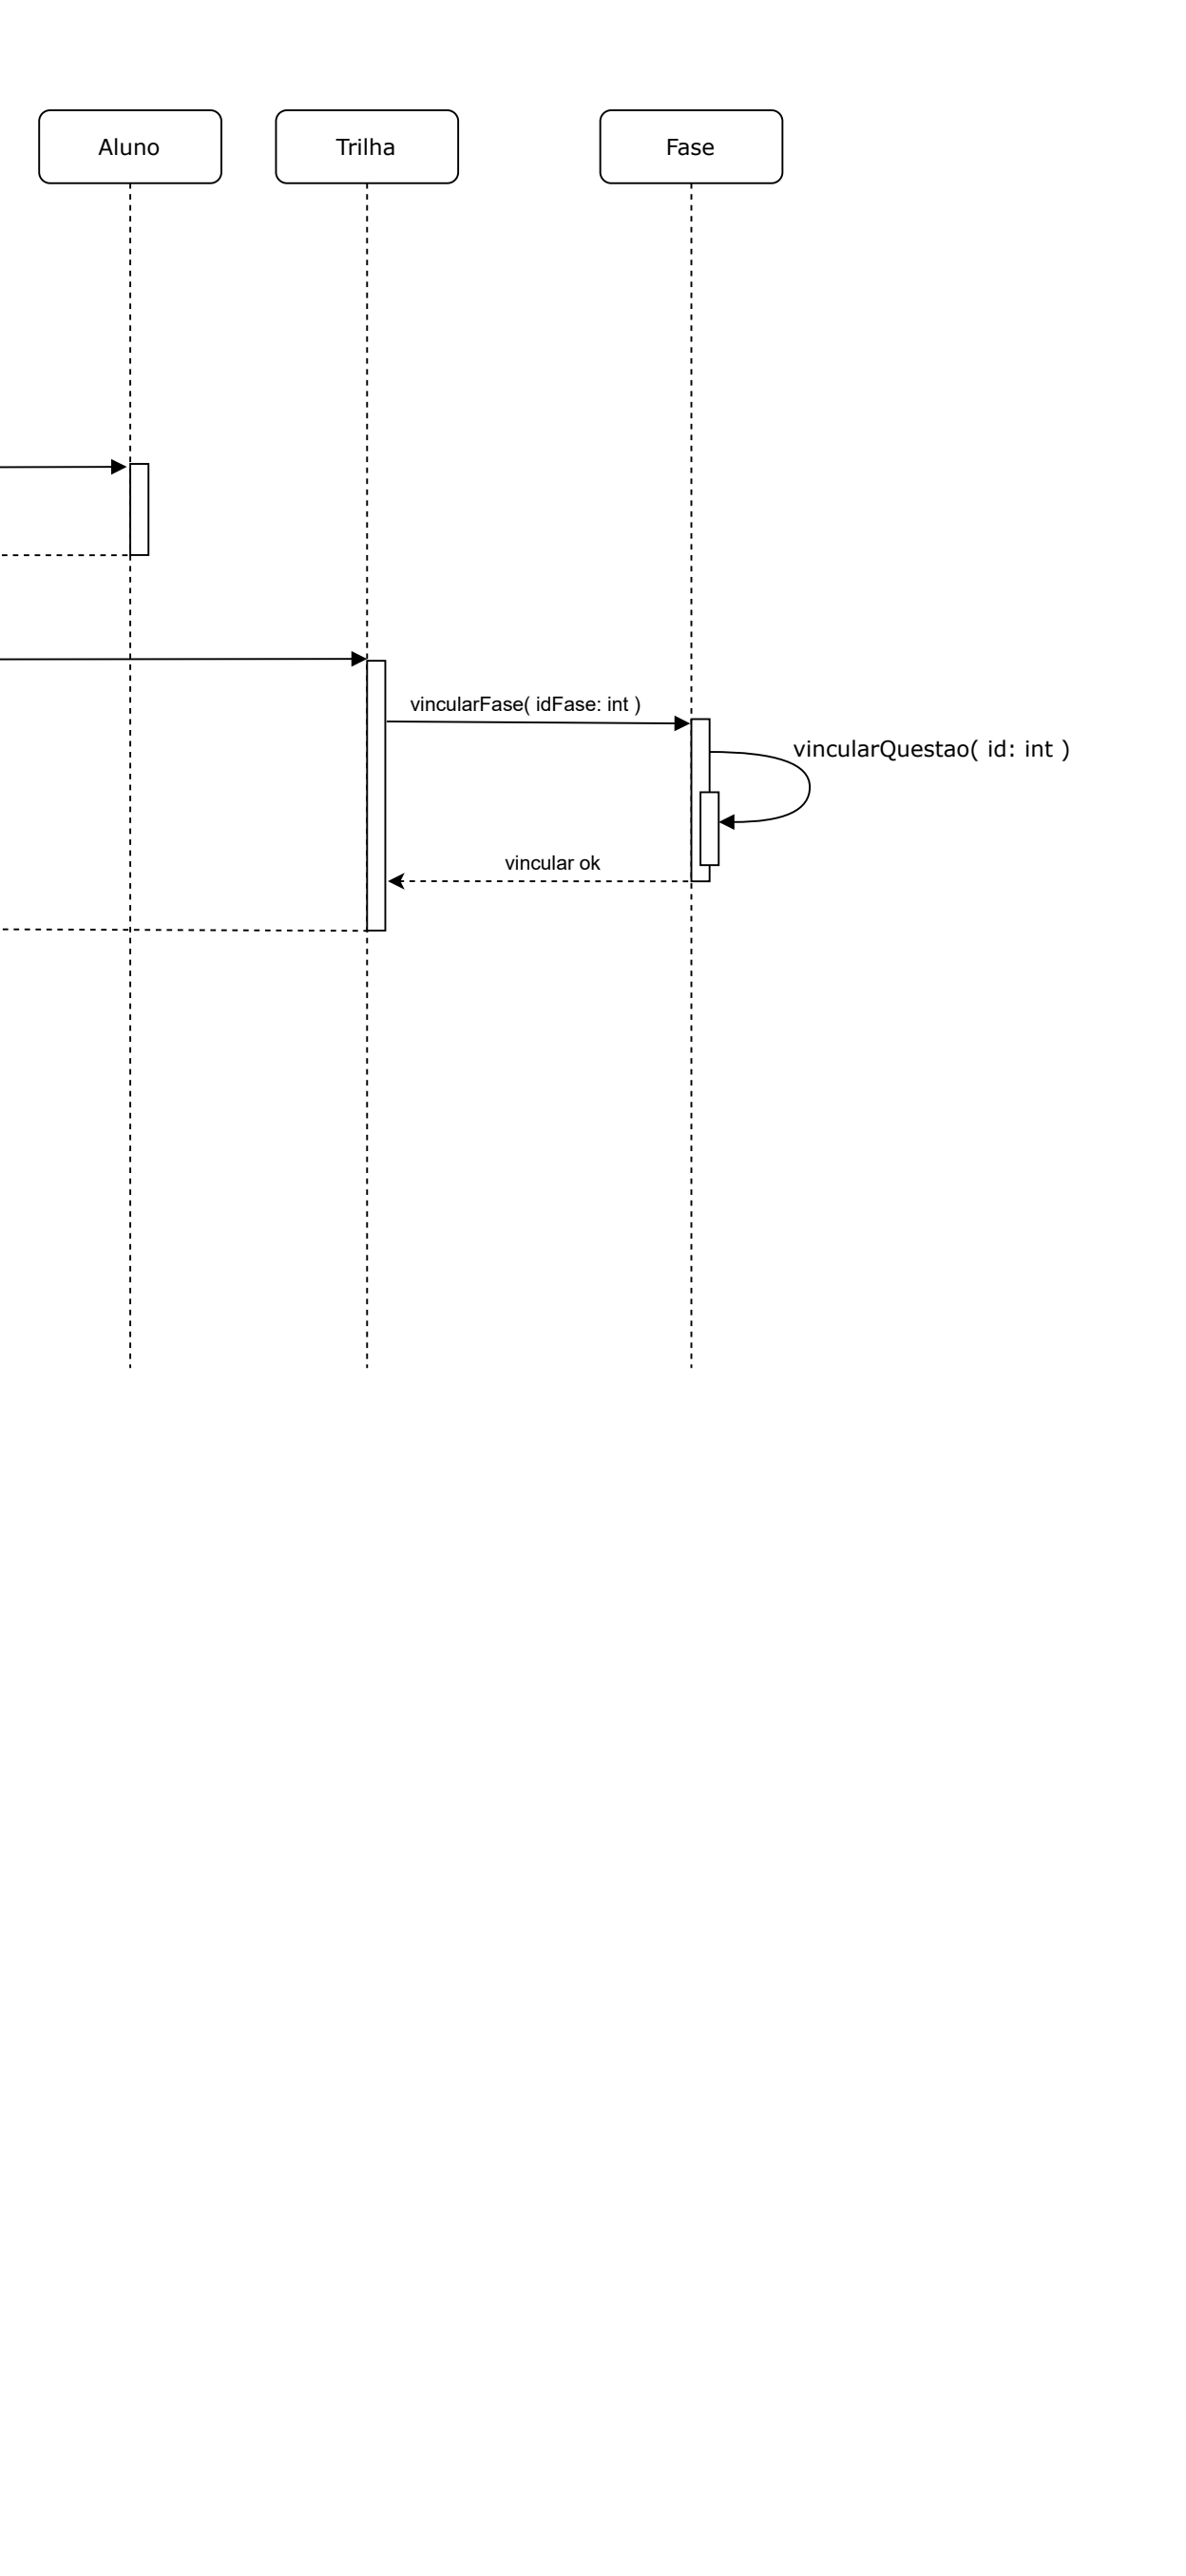 Aluno
Trilha
Fase
vincularFase( idFase: int )
vincularQuestao( id: int )
vincular ok